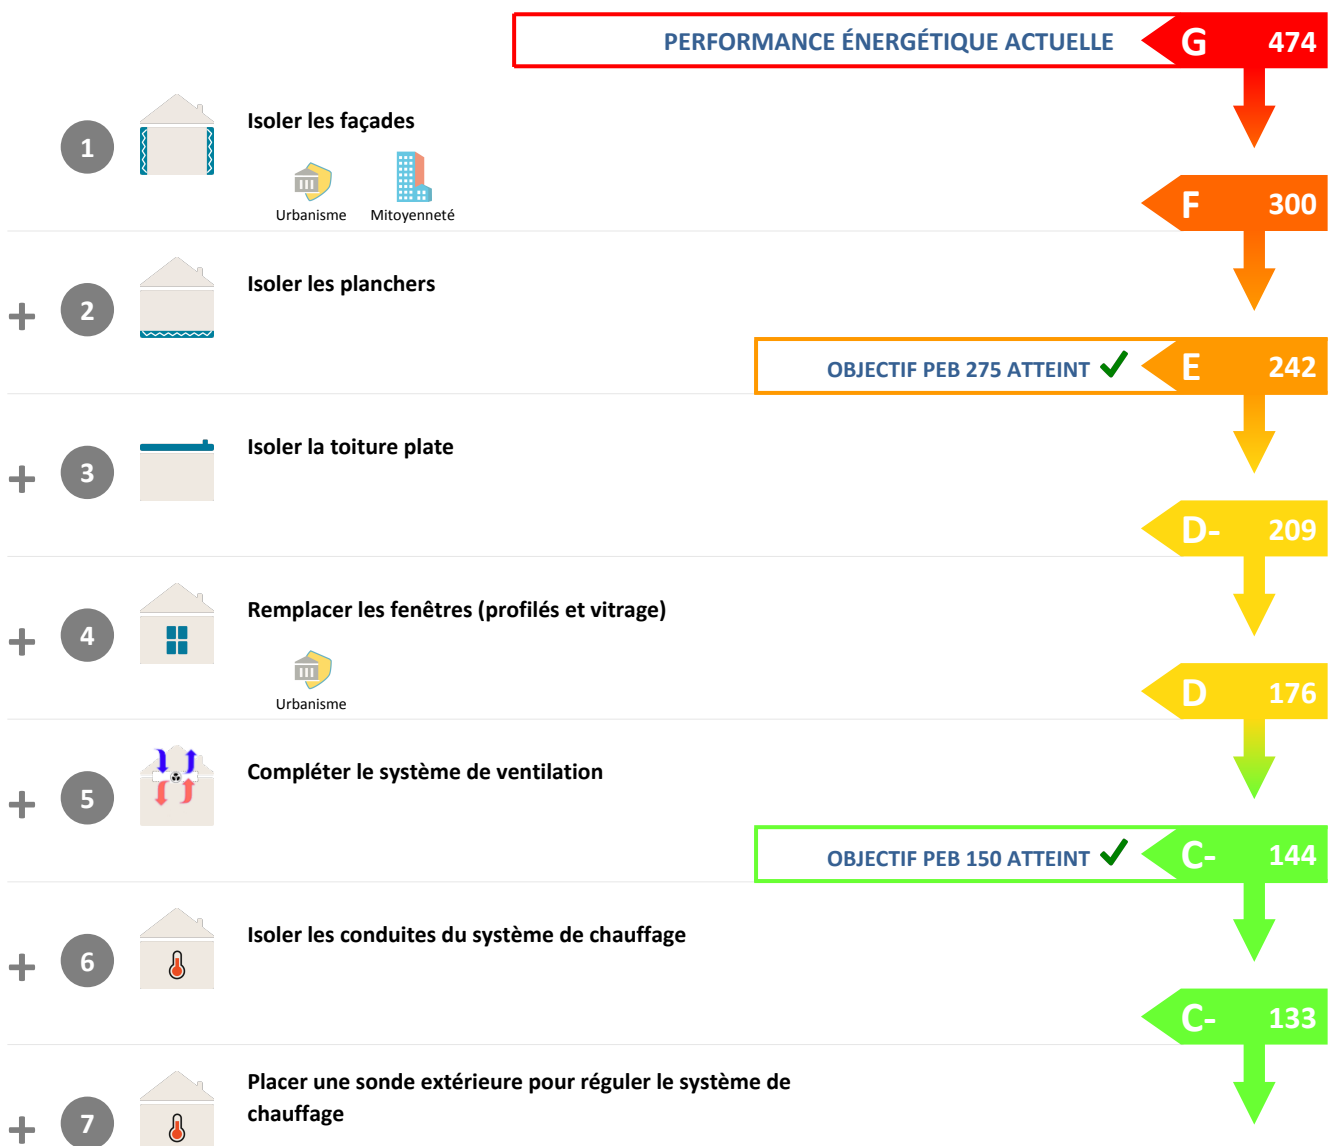 PERFORMANCE ÉNERGÉTIQUE ACTUELLE G 474
1 Isoler les façades
Urbanisme Mitoyenneté
F 300
+ 2 Isoler les planchers
OBJECTIF PEB 275 ATTEINT ✓ E 242
+ 3 Isoler la toiture plate
D- 209
+ 4 Remplacer les fenêtres (profilés et vitrage)
Urbanisme
D 176
+ 5 Compléter le système de ventilation
OBJECTIF PEB 150 ATTEINT ✓ C- 144
+ 6 Isoler les conduites du système de chauffage
C- 133
+ 7 Placer une sonde extérieure pour réguler le système de
chauffage